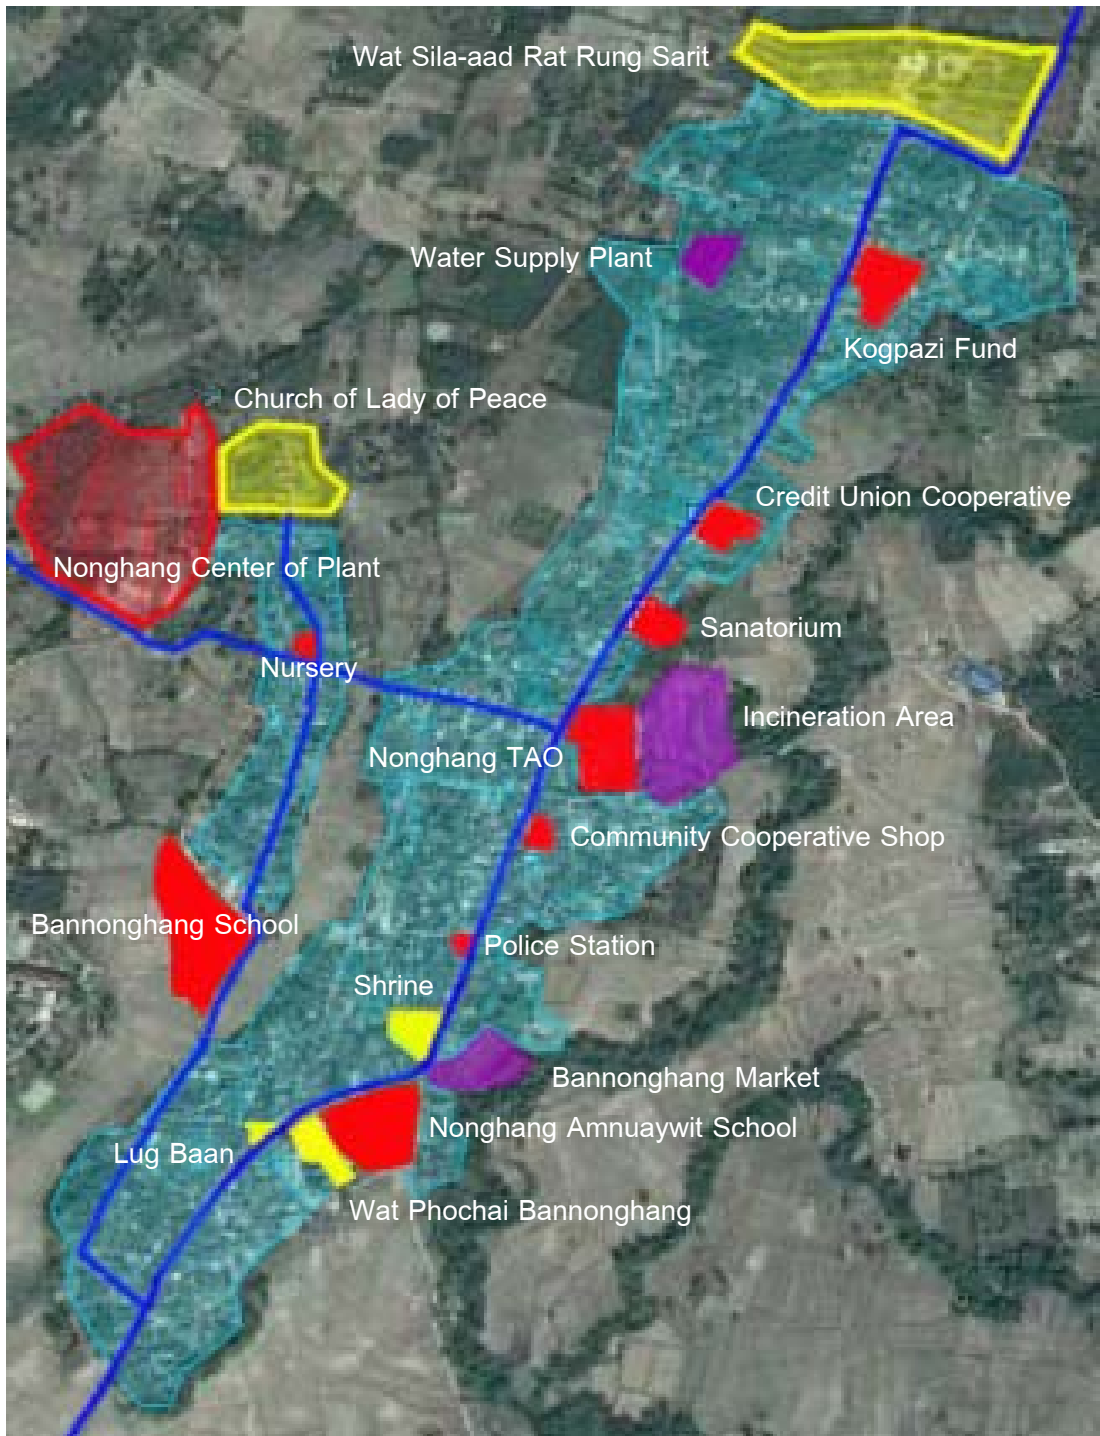 Wat Sila-aad Rat Rung Sarit
Water Supply Plant
Kogpazi Fund
Church of Lady of Peace
Credit Union Cooperative
Nonghang Center of Plant
Sanatorium
Nursery
Incineration Area
Nonghang TAO
Community Cooperative Shop
Bannonghang School
Police Station
Shrine
Bannonghang Market
Nonghang Amnuaywit School
Lug Baan
Wat Phochai Bannonghang